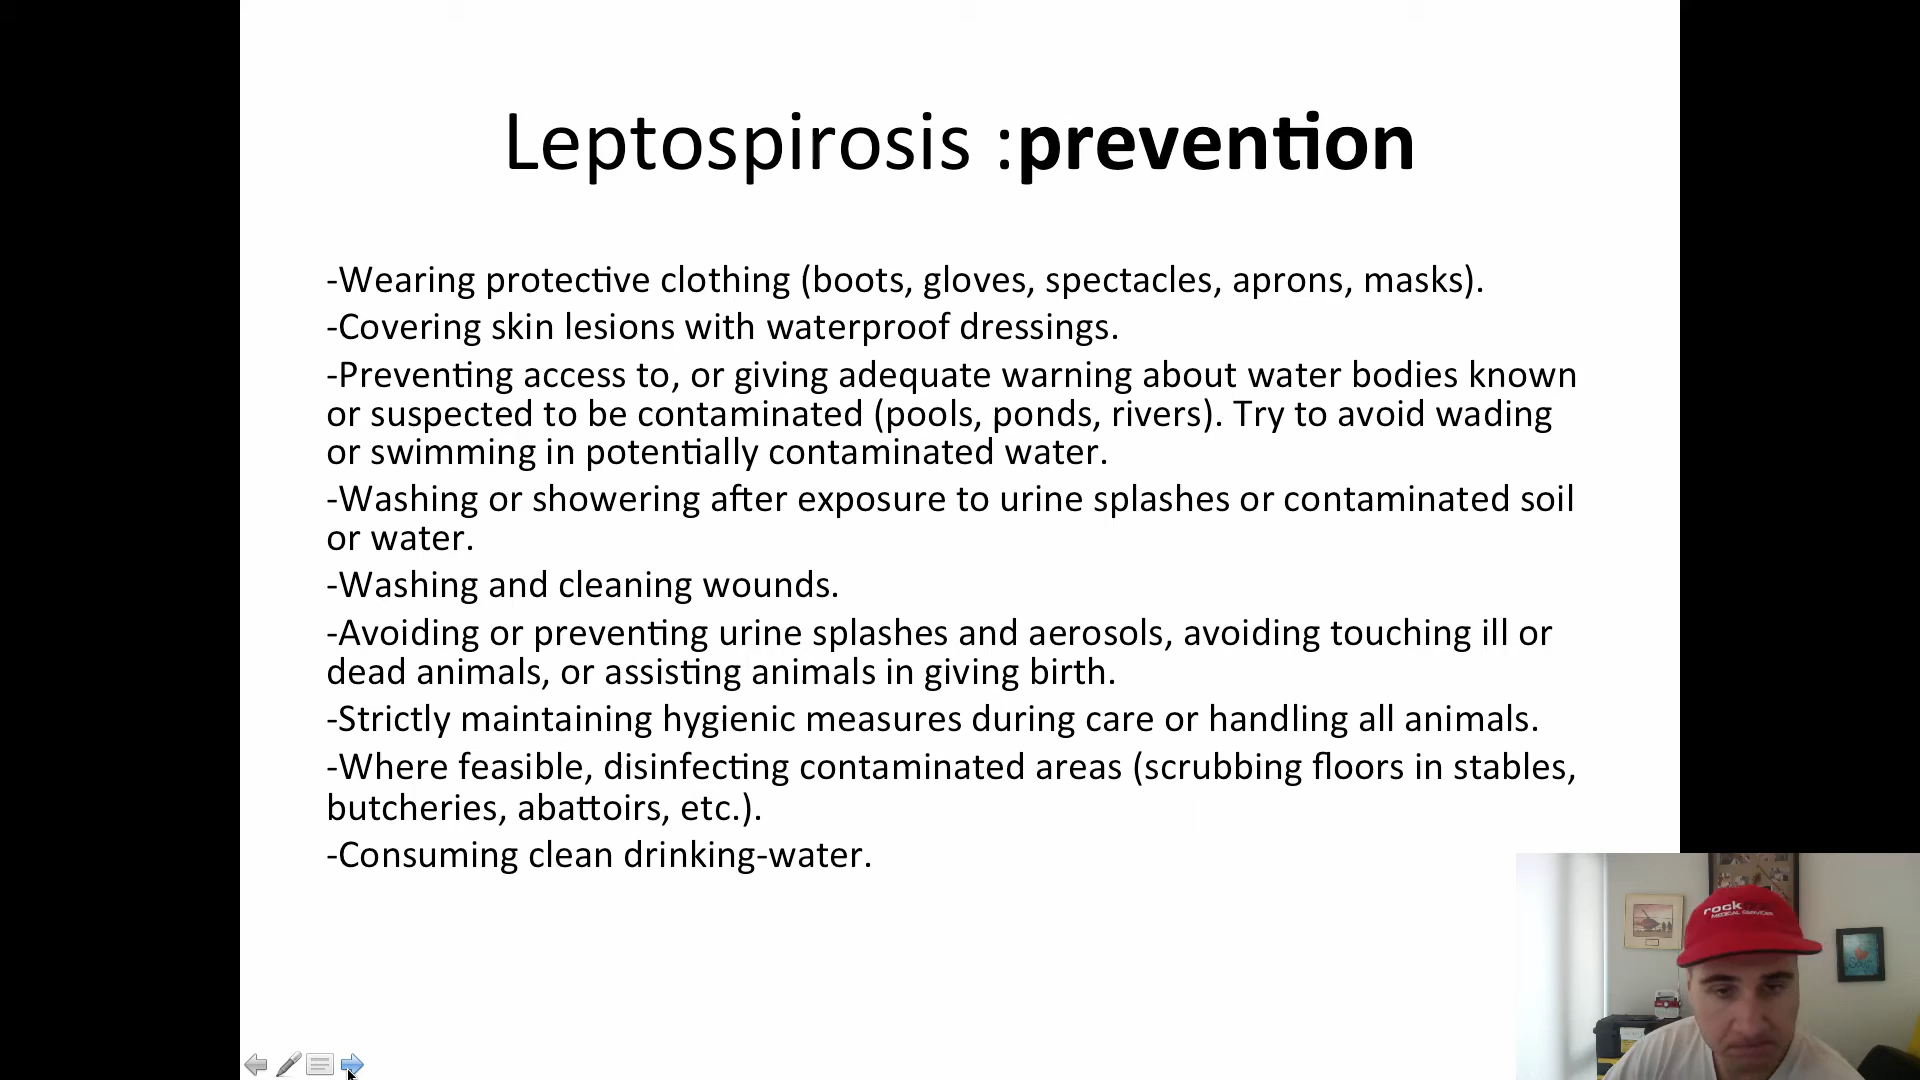 Leptospirosis :prevention
-Wearing protective clothing (boots, gloves, spectacles, aprons, masks).
-Covering skin lesions with waterproof dressings.
-Preventing access to, or giving adequate warning about water bodies known
or suspected to be contaminated (pools, ponds, rivers). Try to avoid wading
or swimming in potentially contaminated water.
-Washing or showering after exposure to urine splashes or contaminated soil
or water.
-Washing and cleaning wounds.
-Avoiding or preventing urine splashes and aerosols, avoiding touching ill or
dead animals, or assisting animals in giving birth.
-Strictly maintaining hygienic measures during care or handling all animals.
-Where feasible, disinfecting contaminated areas (scrubbing floors in stables,
butcheries, abattoirs, etc.).
-Consuming clean drinking-water.
rock
MEDICAL SERVICES